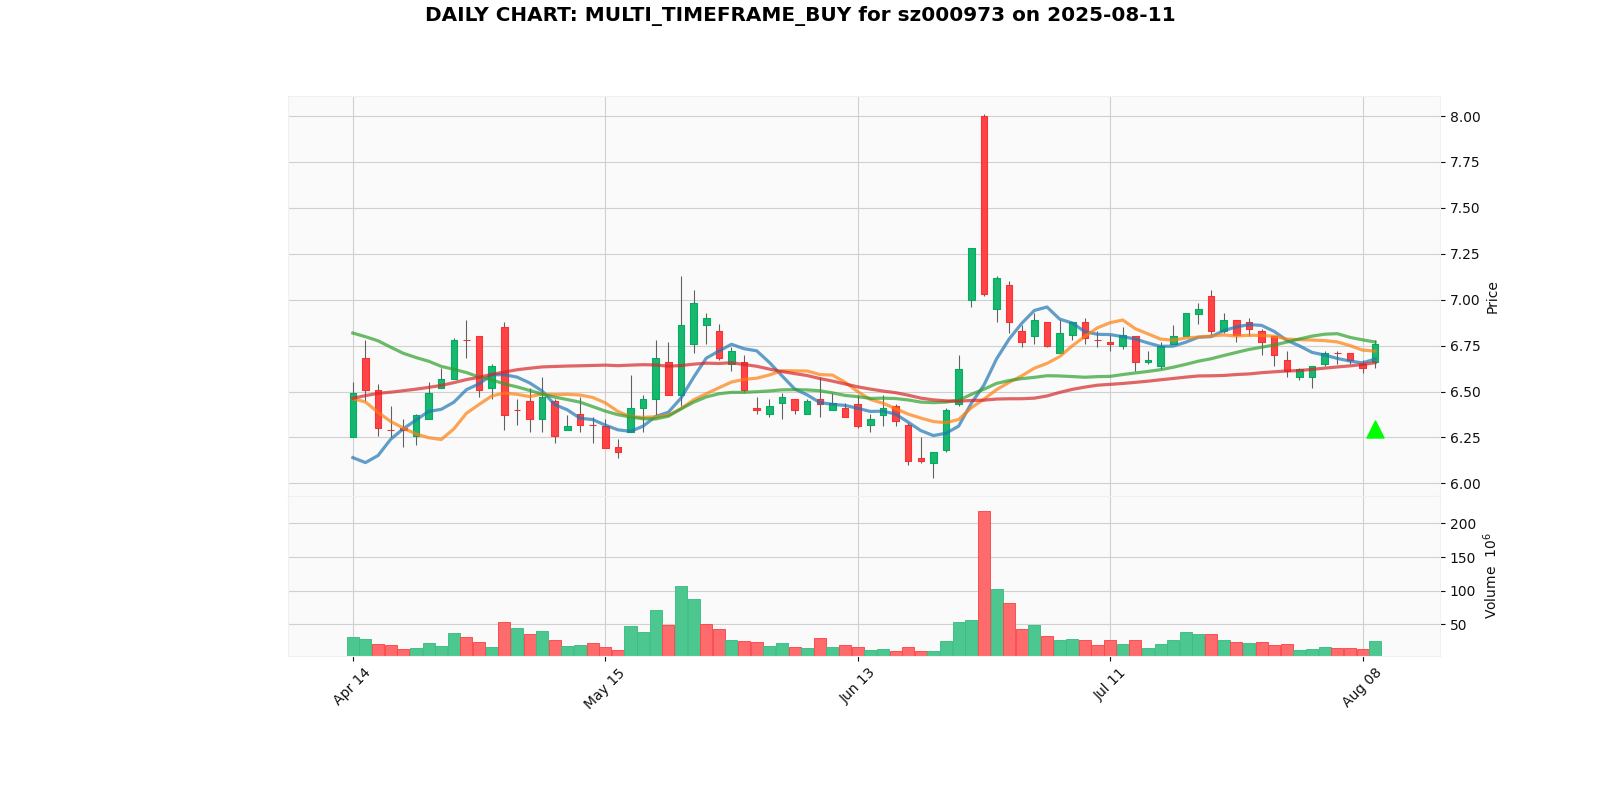 DAILY CHART: MULTI_TIMEFRAME_BUY for sz000973 on 2025-08-11
8.00
7.75
7.50
7.25
7.00
6.75
6.50
6.25
6.00
Price
200
150
100
50
Volume 10^6
Apr 14
May 15
Jun 13
Jul 11
Aug 08